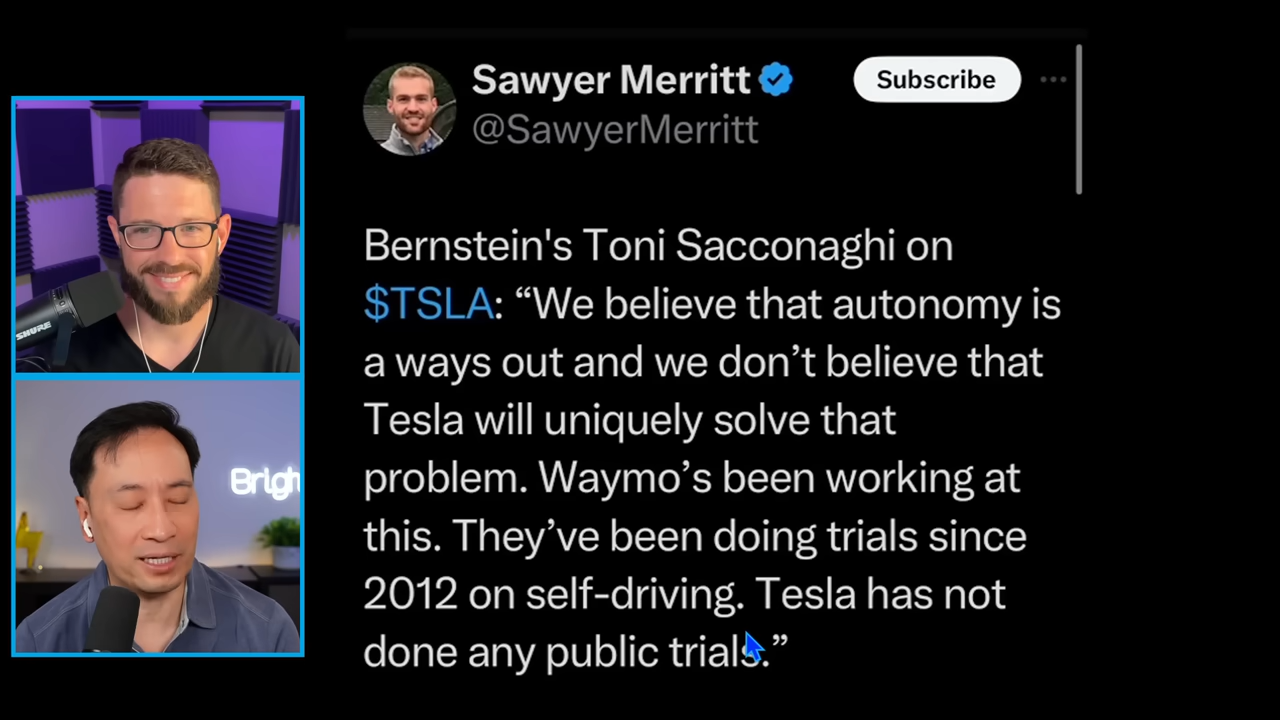 Sawyer Merritt
Subscribe
@SawyerMerritt
Bernstein's Toni Sacconaghi on
$TSLA: “We believe that autonomy is
a ways out and we don’t believe that
Tesla will uniquely solve that
problem. Waymo’s been working at
this. They’ve been doing trials since
2012 on self-driving. Tesla has not
done any public trials.”
SHURE
Brigh